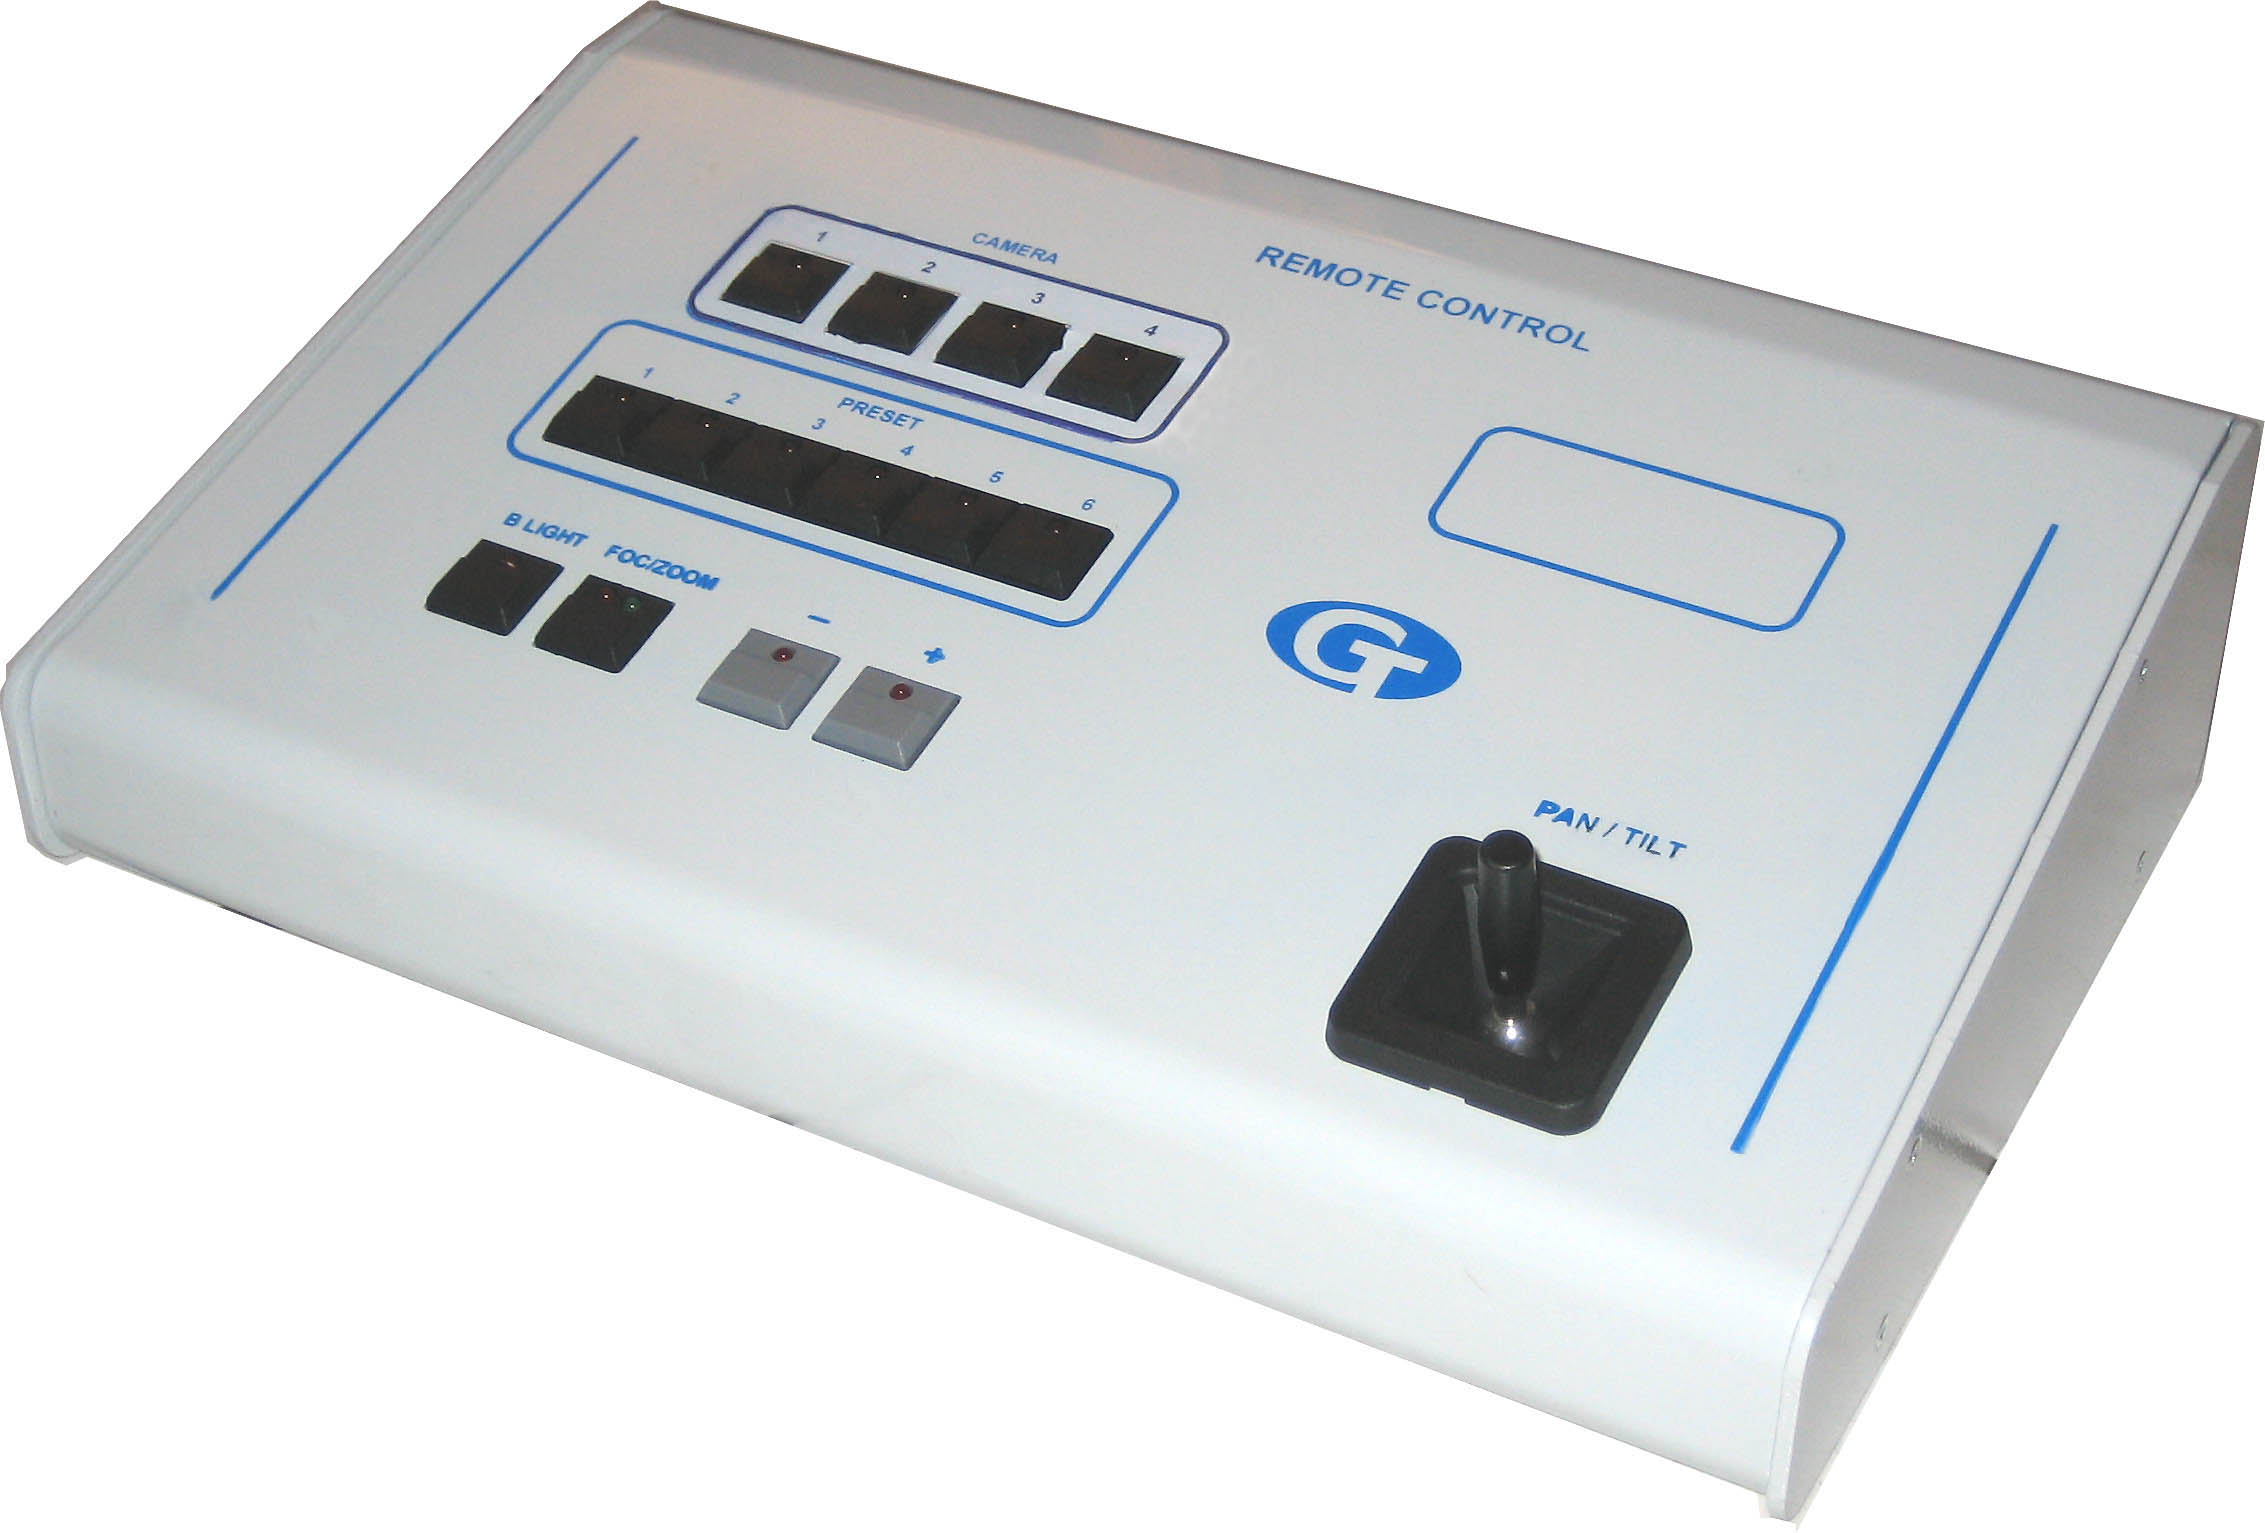 REMOTE CONTROL
CAMERA
1 2 3 4
PRESET
1 2 3 4 5 6
B LIGHT FOC/ZOOM
- +
GT
PAN / TILT